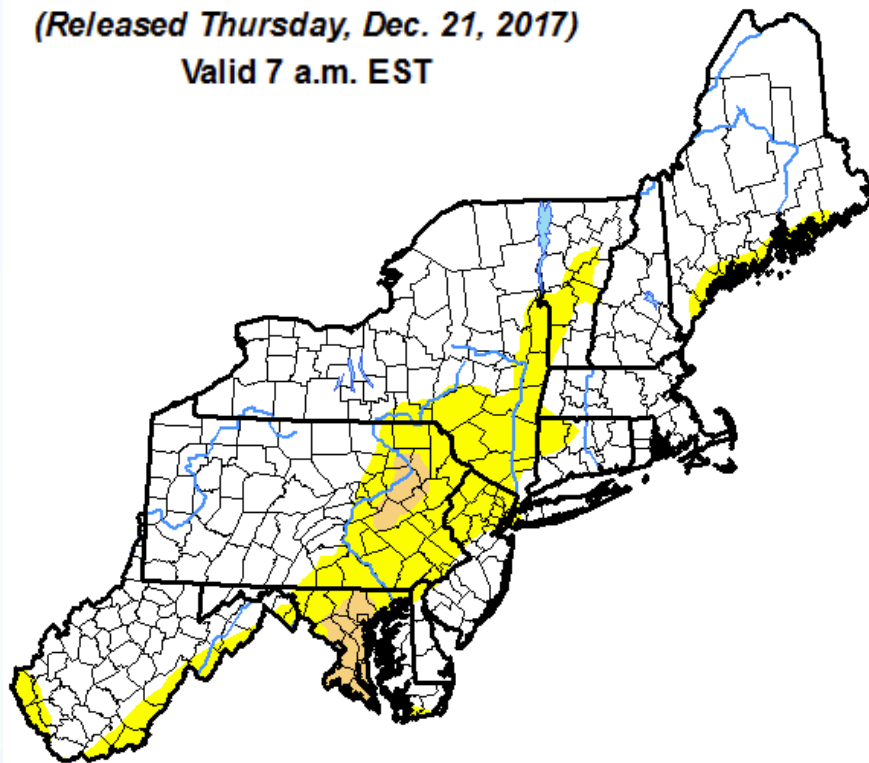 (Released Thursday, Dec. 21, 2017)
Valid 7 a.m. EST